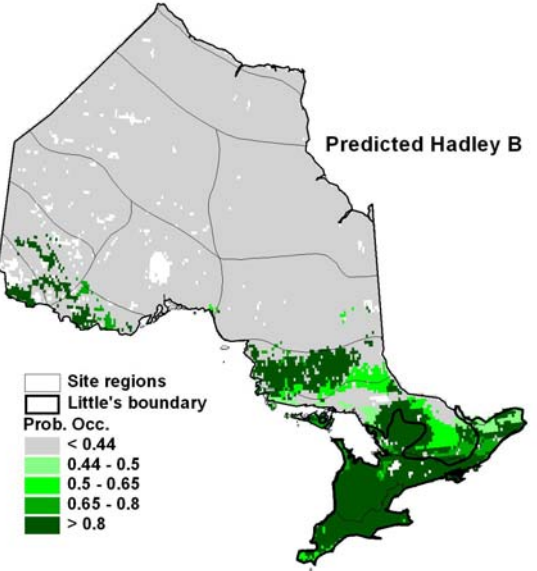 Predicted Hadley B
Site regions
Little's boundary
Prob. Occ.
< 0.44
0.44 - 0.5
0.5 - 0.65
0.65 - 0.8
> 0.8